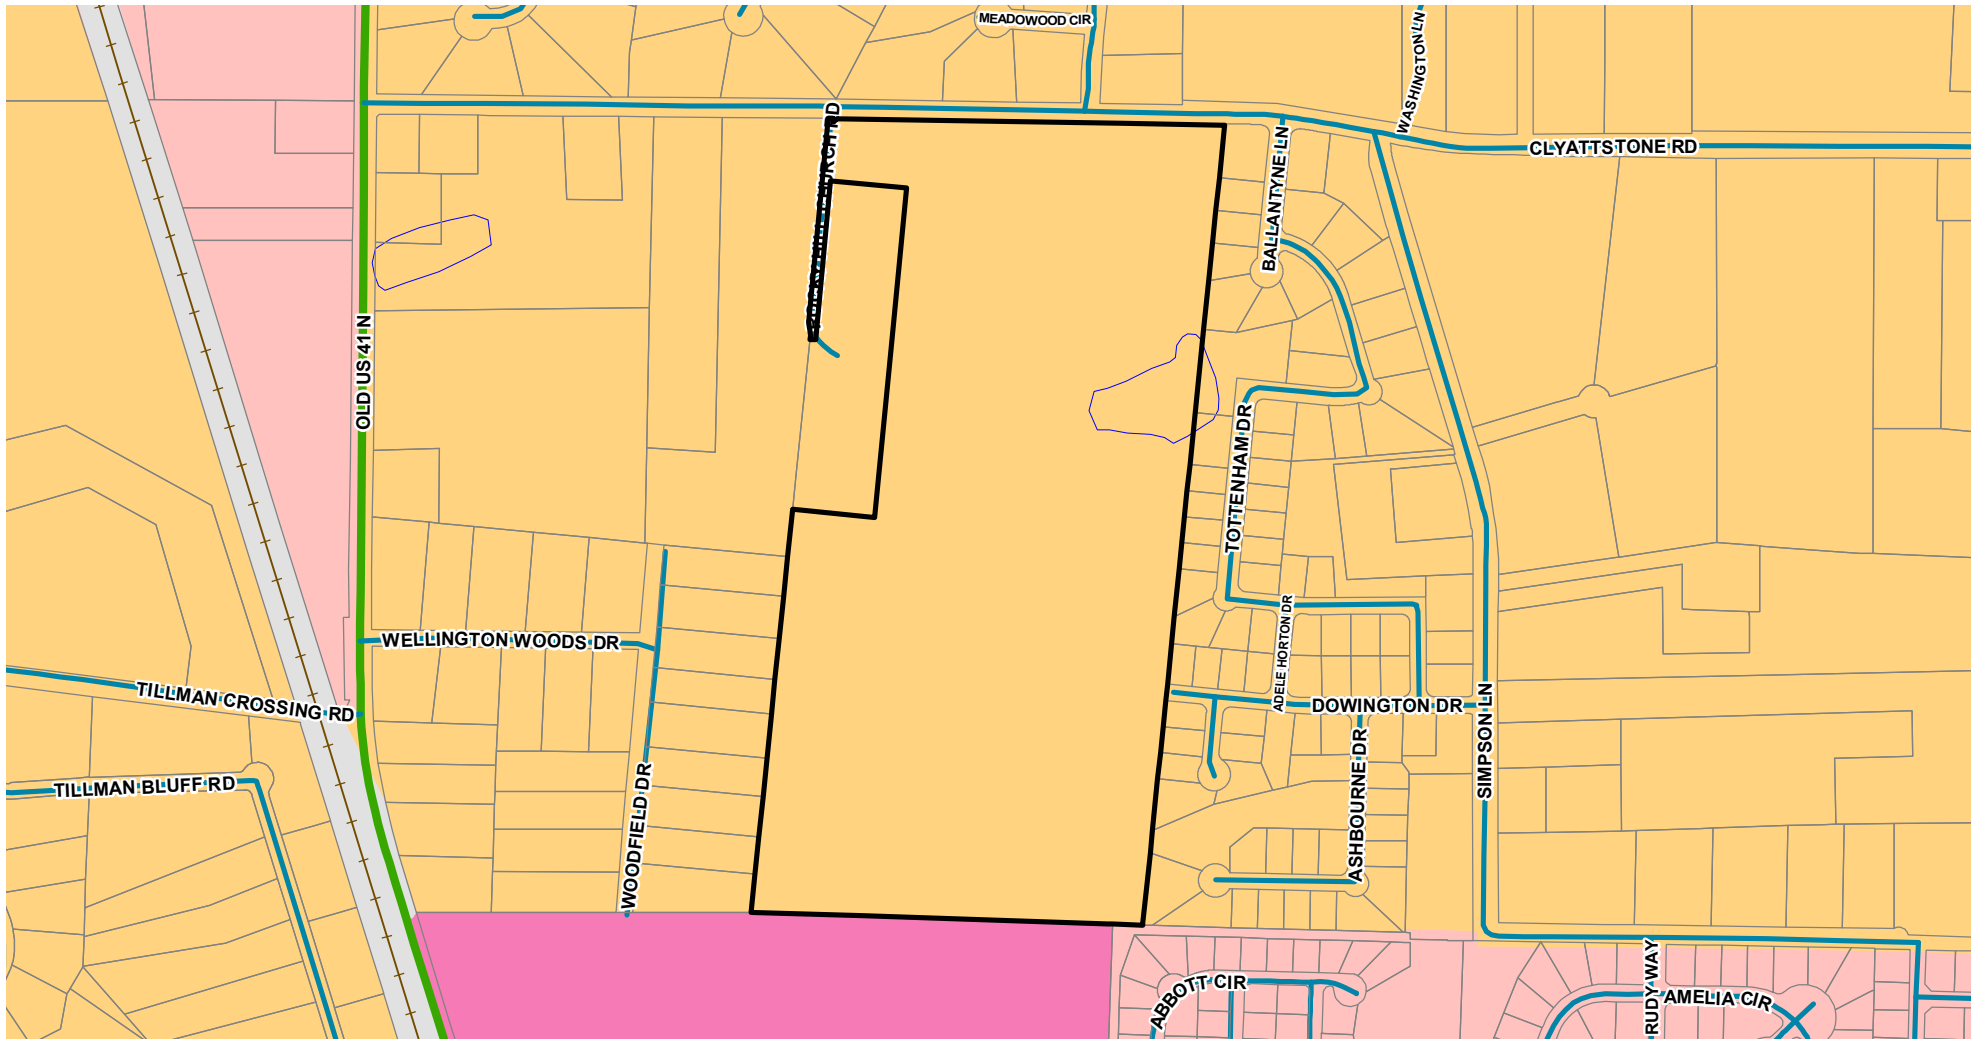 MEADOWOOD CIR
WASHINGTON LN
CLYATTSTONE RD
CHURCH RD
BALLANTYNE LN
OLD US 41 N
TOTTENHAM DR
ADELE HORTON DR
WELLINGTON WOODS DR
TILLMAN CROSSING RD
DOWINGTON DR
SIMPSON LN
TILLMAN BLUFF RD
WOODFIELD DR
ASHBOURNE DR
ABBOTT CIR
RUDY WAY
AMELIA CIR